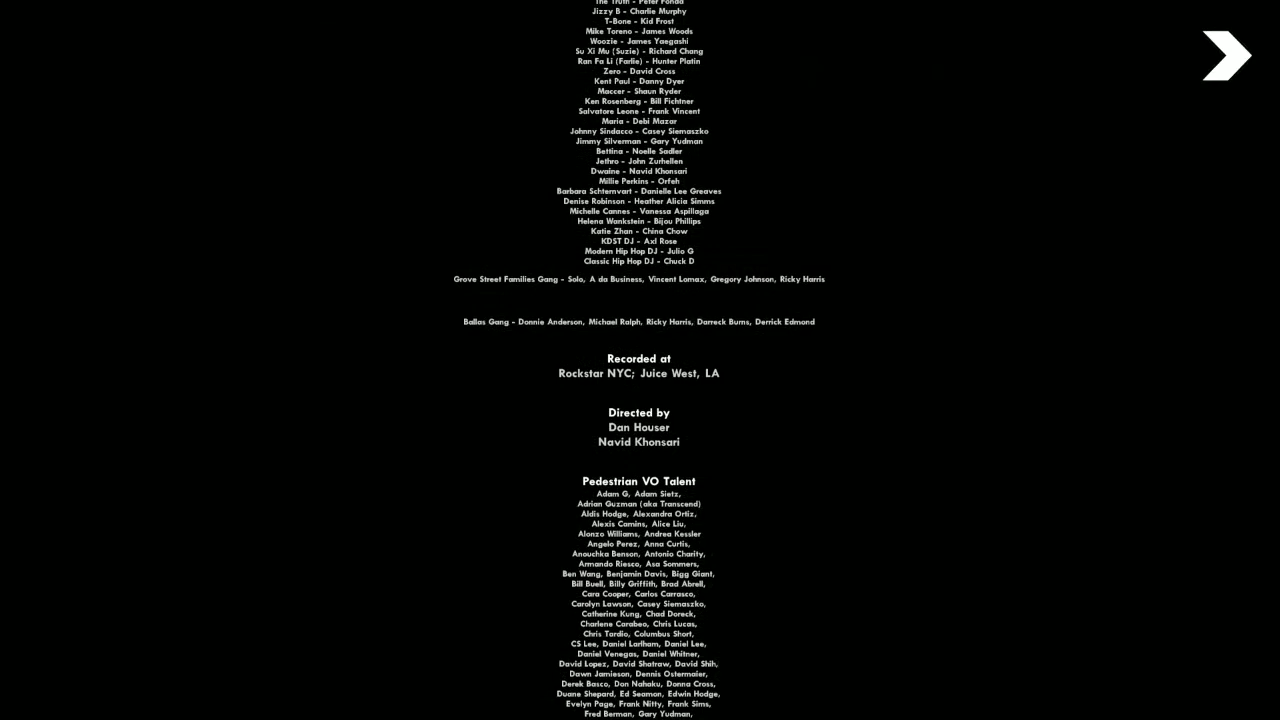 The Truth - Peter Fonda
Jizzy B - Charlie Murphy
T-Bone - Kid Frost
Mike Toreno - James Woods
Woozie - James Yaegashi
Su Xi Mu (Suzie) - Richard Chang
Ran Fa Li (Farlie) - Hunter Platin
Zero - David Cross
Kent Paul - Danny Dyer
Maccer - Shaun Ryder
Ken Rosenberg - Bill Fichtner
Salvatore Leone - Frank Vincent
Maria - Debi Mazar
Johnny Sindacco - Casey Siemaszko
Jimmy Silverman - Gary Yudman
Bettina - Noelle Sadler
Jethro - John Zurhellen
Dwaine - Navid Khonsari
Millie Perkins - Orfeh
Barbara Schternvart - Danielle Lee Greaves
Denise Robinson - Heather Alicia Simms
Michelle Cannes - Vanessa Aspillaga
Helena Wankstein - Bijou Phillips
Katie Zhan - China Chow
KDST DJ - Axl Rose
Modern Hip Hop DJ - Julio G
Classic Hip Hop DJ - Chuck D
Grove Street Families Gang - Solo, A da Business, Vincent Lomax, Gregory Johnson, Ricky Harris
Ballas Gang - Donnie Anderson, Michael Ralph, Ricky Harris, Darreck Burns, Derrick Edmond
Recorded at
Rockstar NYC; Juice West, LA
Directed by
Dan Houser
Navid Khonsari
Pedestrian VO Talent
Adam G, Adam Sietz,
Adrian Guzman (aka Transcend)
Aldis Hodge, Alexandra Ortiz,
Alexis Camins, Alice Liu,
Alonzo Williams, Andrea Kessler
Angelo Perez, Anna Curtis,
Anouchka Benson, Antonio Charity,
Armando Riesco, Asa Sommers,
Ben Wang, Benjamin Davis, Bigg Giant,
Bill Buell, Billy Griffith, Brad Abrell,
Cara Cooper, Carlos Carrasco,
Carolyn Lawson, Casey Siemaszko,
Catherine Kung, Chad Doreck,
Charlene Carabeo, Chris Lucas,
Chris Tardio, Columbus Short,
CS Lee, Daniel Larlham, Daniel Lee,
Daniel Venegas, Daniel Whitner,
David Lopez, David Shatraw, David Shih,
Dawn Jamieson, Dennis Ostermaier,
Derek Basco, Don Nahaku, Donna Cross,
Duane Shepard, Ed Seamon, Edwin Hodge,
Evelyn Page, Frank Nitty, Frank Sims,
Fred Berman, Gary Yudman,